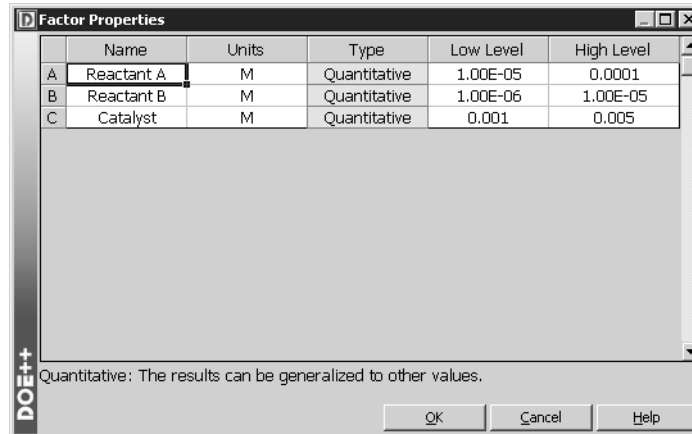 Factor Properties
Name Units Type Low Level High Level
A Reactant A M Quantitative 1.00E-05 0.0001
B Reactant B M Quantitative 1.00E-06 1.00E-05
C Catalyst M Quantitative 0.001 0.005
Quantitative: The results can be generalized to other values.
DOE++
OK Cancel Help